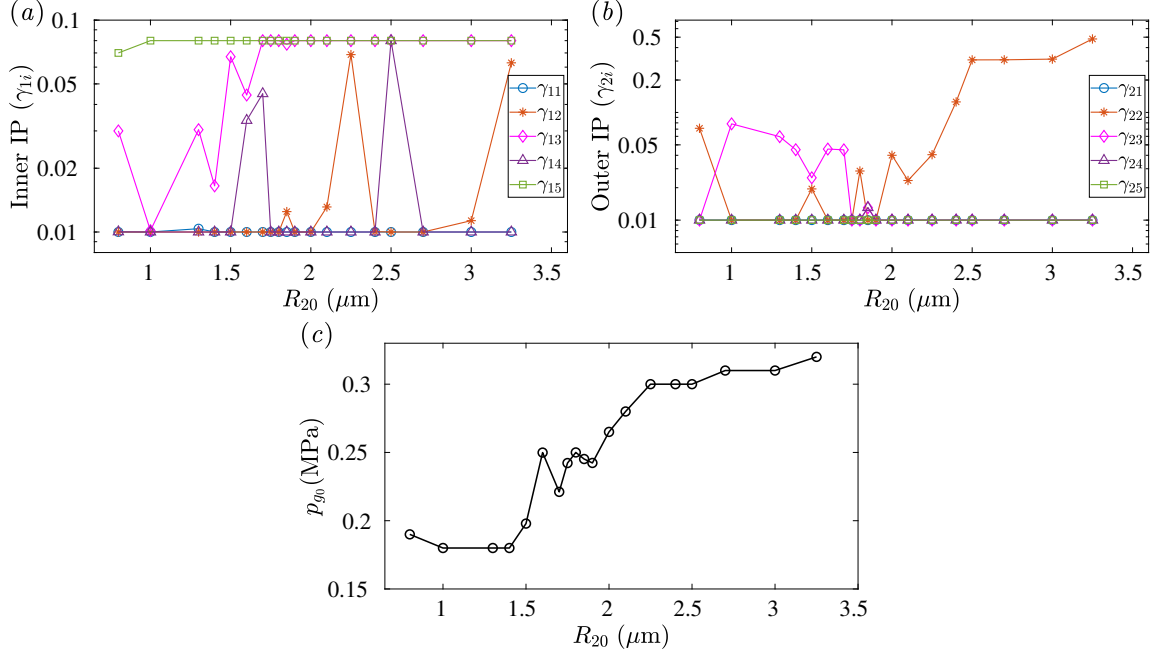 (a)
0.1
0.05
0.02
0.01
Inner IP (γ₁ᵢ)
γ₁₁
γ₁₂
γ₁₃
γ₁₄
γ₁₅
1
1.5
2
2.5
3
3.5
R₂₀ (μm)
(b)
0.5
0.2
0.05
0.01
Outer IP (γ₂ᵢ)
γ₂₁
γ₂₂
γ₂₃
γ₂₄
γ₂₅
1
1.5
2
2.5
3
3.5
R₂₀ (μm)
(c)
0.3
0.25
0.2
0.15
p_{g₀}(MPa)
1
1.5
2
2.5
3
3.5
R₂₀ (μm)